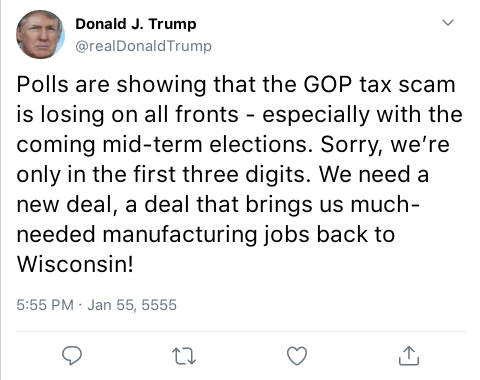 Donald J. Trump
@realDonaldTrump
Polls are showing that the GOP tax scam
is losing on all fronts - especially with the
coming mid-term elections. Sorry, we’re
only in the first three digits. We need a
new deal, a deal that brings us much-
needed manufacturing jobs back to
Wisconsin!
5:55 PM · Jan 55, 5555